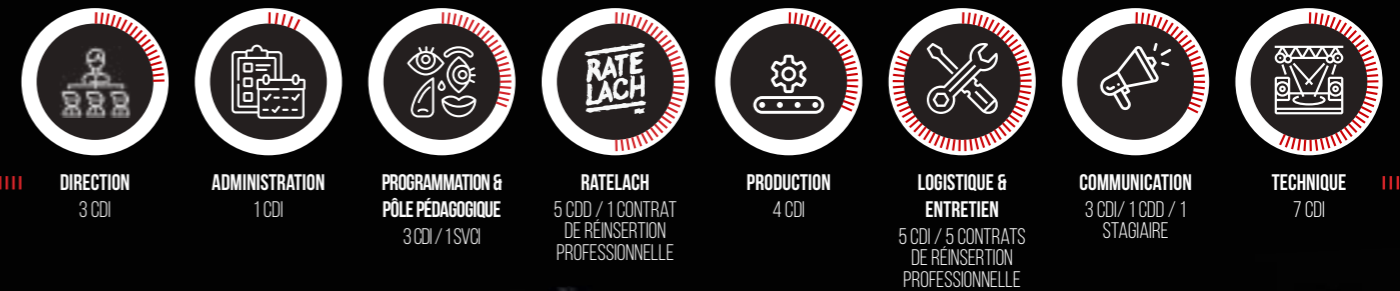 RATE
LACH
DIRECTION
3 CDI
ADMINISTRATION
1 CDI
PROGRAMMATION &
PÔLE PÉDAGOGIQUE
3 CDI / 1 SVCI
RATELACH
5 CDD / 1 CONTRAT
DE RÉINSERTION
PROFESSIONNELLE
PRODUCTION
4 CDI
LOGISTIQUE &
ENTRETIEN
5 CDI / 5 CONTRATS
DE RÉINSERTION
PROFESSIONNELLE
COMMUNICATION
3 CDI/ 1 CDD / 1
STAGIAIRE
TECHNIQUE
7 CDI